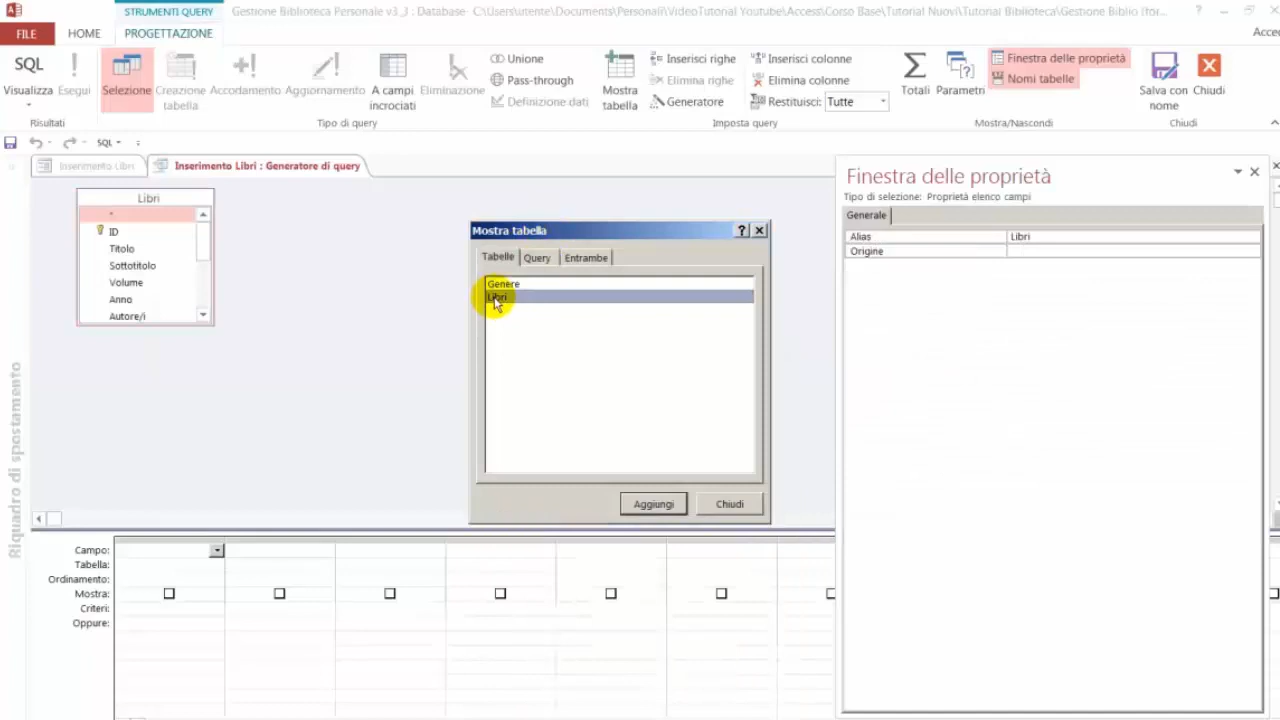 STRUMENTI QUERY
Gestione Biblioteca Personale v3_J : Database- C:\Users\utente\Documents\Personali\VideoTutorial Youtube\Access\Corso Base\Tutorial Nuovi\Tutorial Biblioteca\Gestione Biblio (for...
FILE
HOME
PROGETTAZIONE
SQL
Visualizza
Esegui
Risultati
Selezione
Creazione tabella
Accodamento
Aggiornamento
A campi incrociati
Eliminazione
Unione
Pass-through
Definizione dati
Tipo di query
Mostra tabella
Inserisci righe
Elimina righe
Generatore
Inserisci colonne
Elimina colonne
Restituisci: Tutte
Imposta query
Totali
Parametri
Finestra delle proprietà
Nomi tabelle
Mostra/Nascondi
Salva con nome
Chiudi
Chiudi
SQL
Inserimento Libri
Inserimento Libri : Generatore di query
Riquadro di spostamento
Libri
*
ID
Titolo
Sottotitolo
Volume
Anno
Autore/i
Mostra tabella
Tabelle
Query
Entrambe
Genere
Libri
Aggiungi
Chiudi
Finestra delle proprietà
Tipo di selezione: Proprietà elenco campi
Generale
Alias
Libri
Origine
Campo:
Tabella:
Ordinamento:
Mostra:
Criteri:
Oppure: